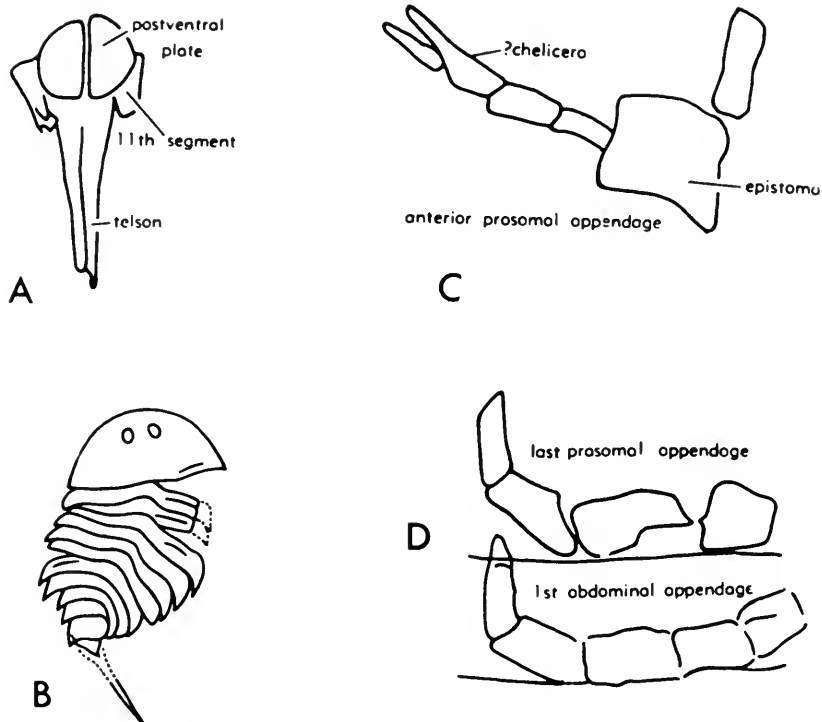 postventral
plate
11th segment
telson
A
?chelicera
epistoma
anterior prosomal appendage
C
B
last prosomal appendage
D
1st abdominal appendage